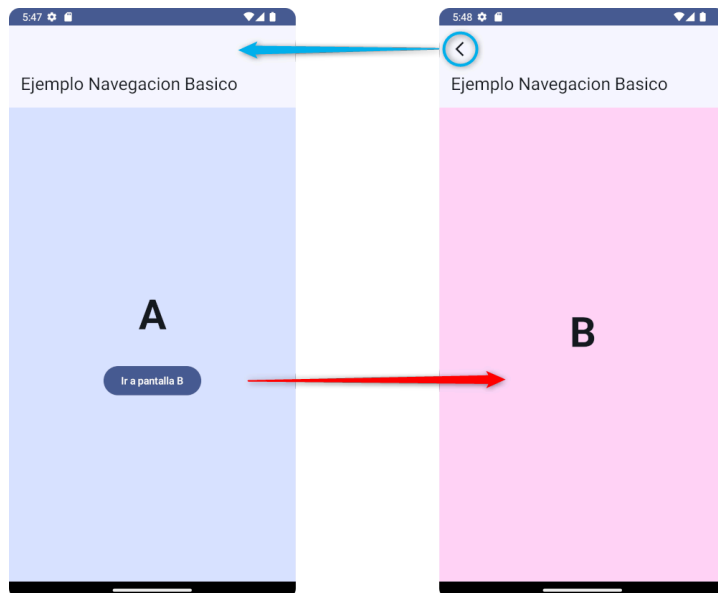 5:47
Ejemplo Navegacion Basico
A
Ir a pantalla B
5:48
Ejemplo Navegacion Basico
B